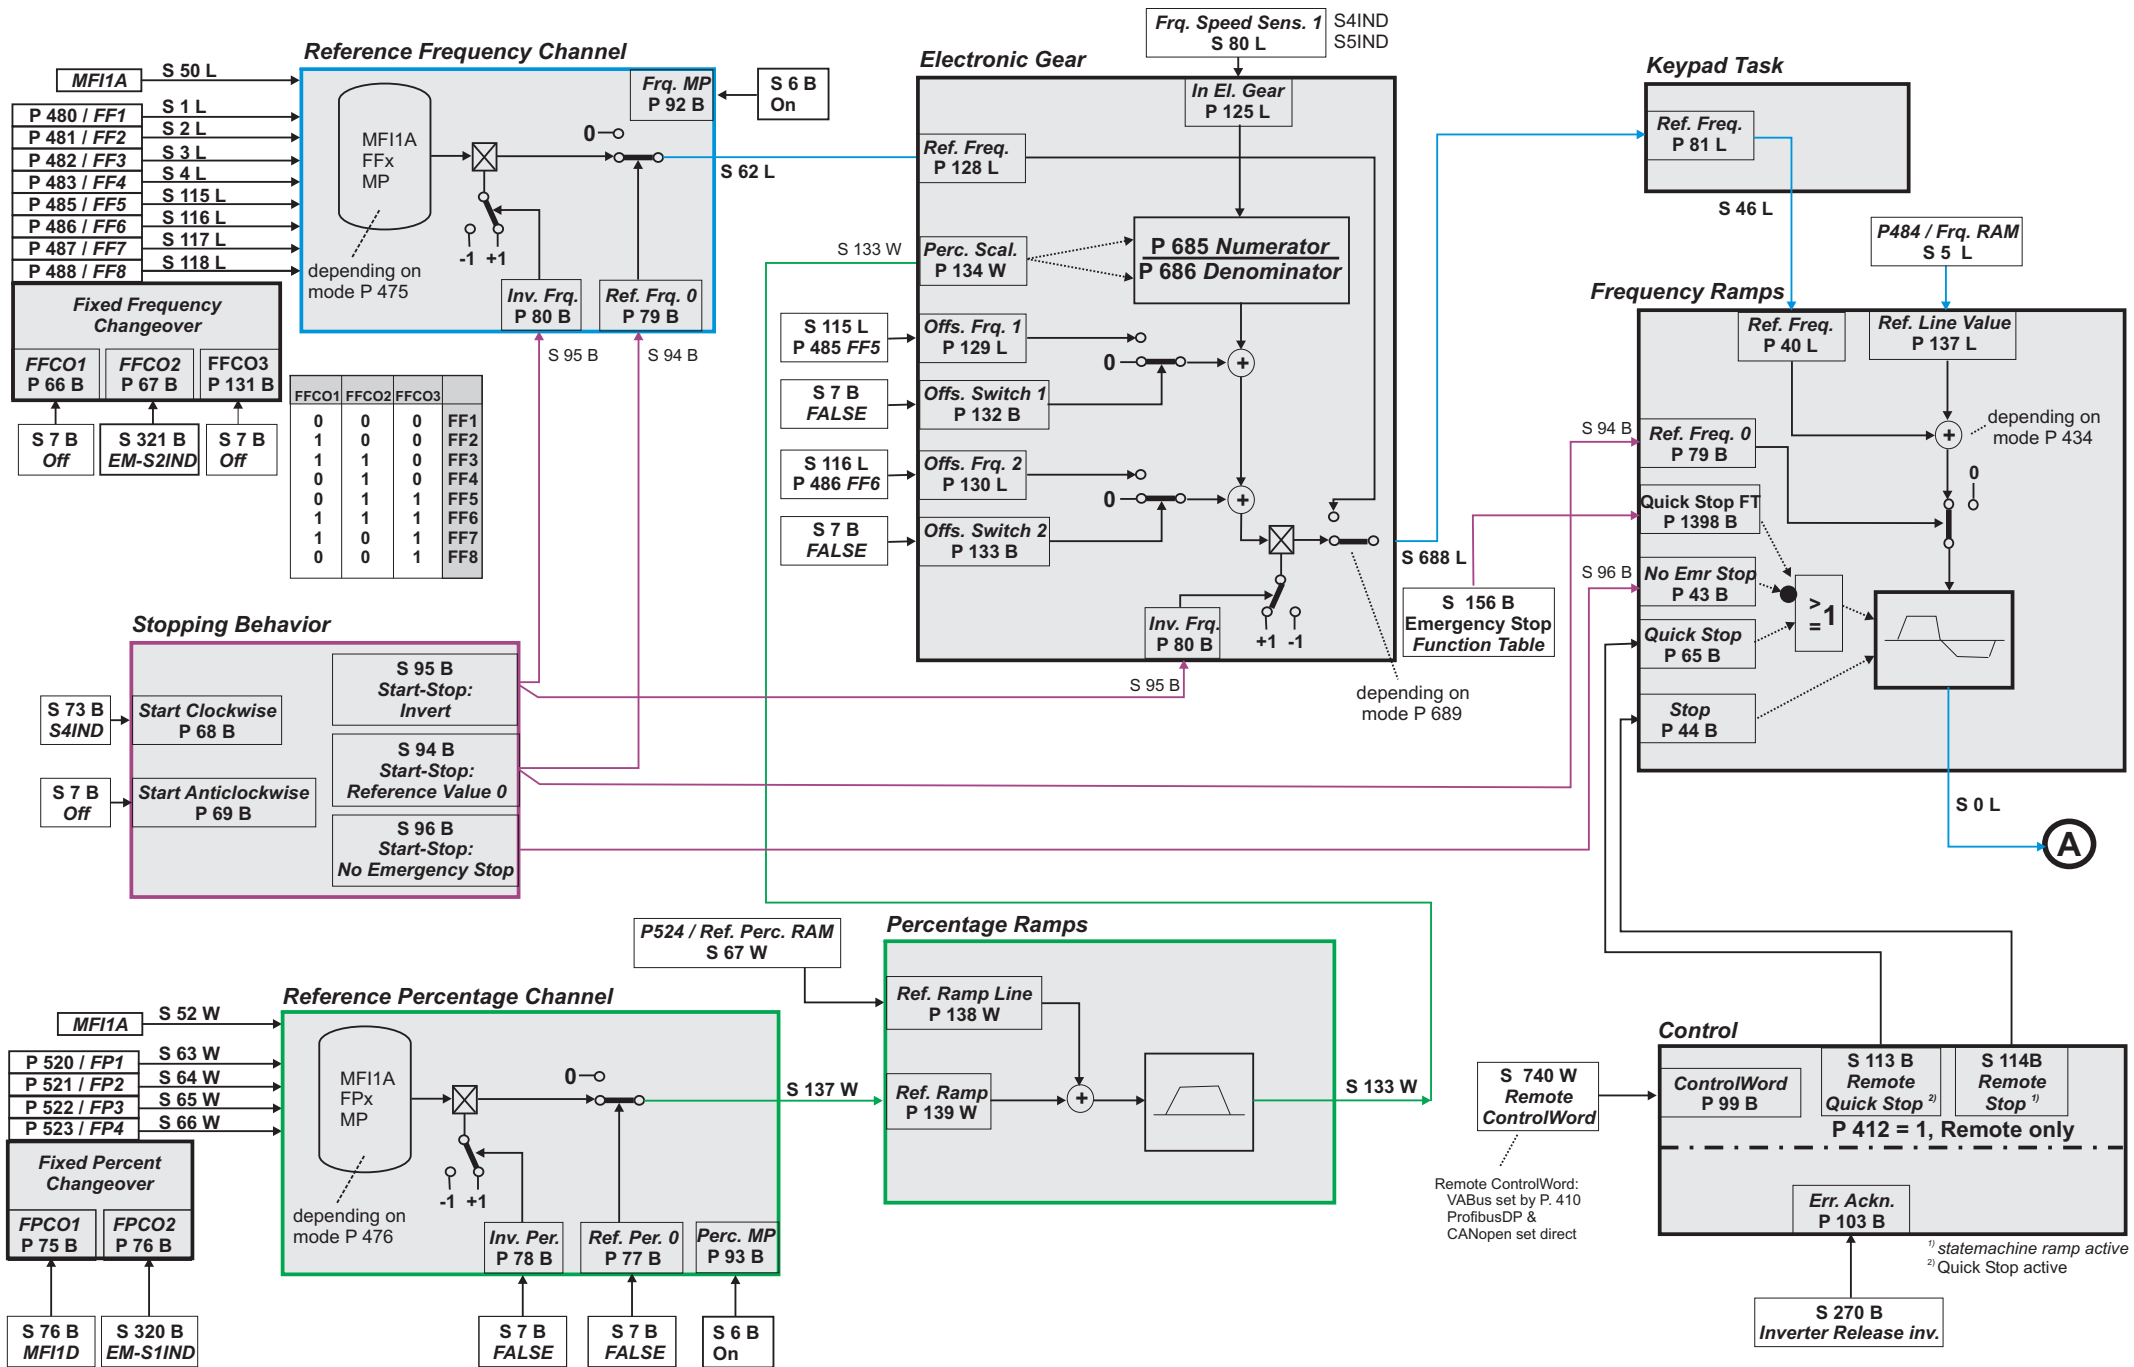 Reference Frequency Channel
MFI1A
S 50 L
P 480 / FF1
S 1 L
P 481 / FF2
S 2 L
P 482 / FF3
S 3 L
P 483 / FF4
S 4 L
P 485 / FF5
S 115 L
P 486 / FF6
S 116 L
P 487 / FF7
S 117 L
P 488 / FF8
S 118 L
MFI1A
FFx
MP
depending on
mode P 475
-1 +1
0
Frq. MP
P 92 B
S 6 B
On
Inv. Frq.
P 80 B
Ref. Frq. 0
P 79 B
S 62 L
S 95 B
S 94 B
Fixed Frequency
Changeover
FFCO1
P 66 B
FFCO2
P 67 B
FFCO3
P 131 B
S 7 B
Off
S 321 B
EM-S2IND
S 7 B
Off
FFCO1 FFCO2 FFCO3
0 0 0 FF1
1 0 0 FF2
1 1 0 FF3
0 1 0 FF4
0 1 1 FF5
1 1 1 FF6
1 0 1 FF7
0 0 1 FF8
Electronic Gear
Frq. Speed Sens. 1
S 80 L
S4IND
S5IND
In El. Gear
P 125 L
Ref. Freq.
P 128 L
S 133 W
Perc. Scal.
P 134 W
P 685 Numerator
P 686 Denominator
S 115 L
P 485 FF5
Offs. Frq. 1
P 129 L
0
+
S 7 B
FALSE
Offs. Switch 1
P 132 B
S 116 L
P 486 FF6
Offs. Frq. 2
P 130 L
0
+
S 7 B
FALSE
Offs. Switch 2
P 133 B
Inv. Frq.
P 80 B
+1 -1
S 95 B
S 688 L
depending on
mode P 689
Keypad Task
Ref. Freq.
P 81 L
S 46 L
P484 / Frq. RAM
S 5 L
Frequency Ramps
Ref. Freq.
P 40 L
Ref. Line Value
P 137 L
+
depending on
mode P 434
0
S 94 B
Ref. Freq. 0
P 79 B
Quick Stop FT
P 1398 B
S 96 B
No Emr Stop
P 43 B
Quick Stop
P 65 B
Stop
P 44 B
>
=
1
S 156 B
Emergency Stop
Function Table
S 0 L
A
Stopping Behavior
S 73 B
S4IND
Start Clockwise
P 68 B
S 7 B
Off
Start Anticlockwise
P 69 B
S 95 B
Start-Stop:
Invert
S 94 B
Start-Stop:
Reference Value 0
S 96 B
Start-Stop:
No Emergency Stop
Reference Percentage Channel
MFI1A
S 52 W
P 520 / FP1
S 63 W
P 521 / FP2
S 64 W
P 522 / FP3
S 65 W
P 523 / FP4
S 66 W
MFI1A
FPx
MP
depending on
mode P 476
-1 +1
0
Inv. Per.
P 78 B
Ref. Per. 0
P 77 B
Perc. MP
P 93 B
S 137 W
Fixed Percent
Changeover
FPCO1
P 75 B
FPCO2
P 76 B
S 76 B
MFI1D
S 320 B
EM-S1IND
S 7 B
FALSE
S 7 B
FALSE
S 6 B
On
P524 / Ref. Perc. RAM
S 67 W
Percentage Ramps
Ref. Ramp Line
P 138 W
Ref. Ramp
P 139 W
+
S 133 W
Control
S 740 W
Remote
ControlWord
Remote ControlWord:
VABus set by P. 410
ProfibusDP &
CANopen set direct
ControlWord
P 99 B
S 113 B
Remote
Quick Stop 2)
S 114B
Remote
Stop 1)
P 412 = 1, Remote only
Err. Ackn.
P 103 B
1) statemachine ramp active
2) Quick Stop active
S 270 B
Inverter Release inv.